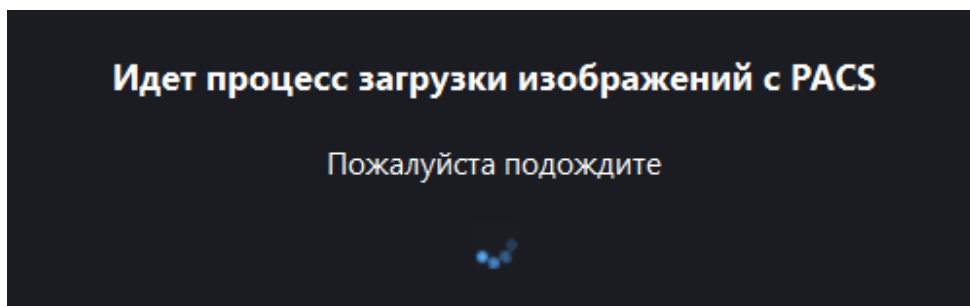 Идет процесс загрузки изображений с PACS
Пожалуйста подождите